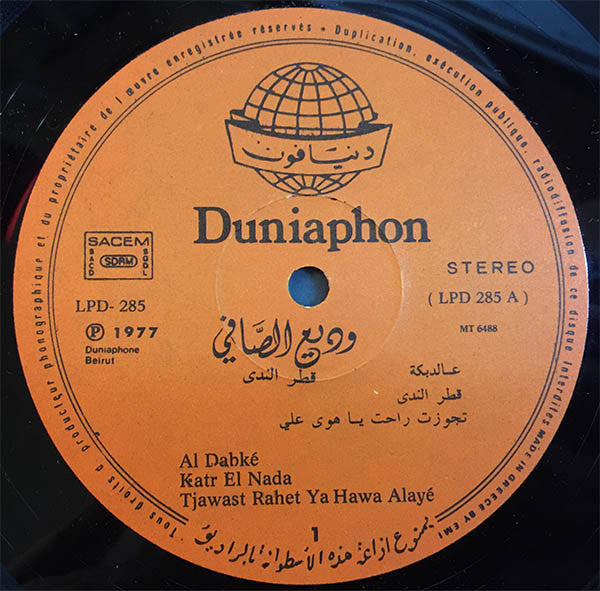 Tous droits du producteur phonographique et du propriétaire de l'œuvre enregistrée réservés - Duplication, exécution publique, radiodiffusion de ce disque interdites MADE IN GREECE BY EMI
دنيافون
Duniaphon
SACEM
SACD
SDRM
SGDL
STEREO
LPD- 285
( LPD 285 A )
℗ 1977
MT 6488
Duniaphone
Beirut
وديع الصَّافي
قطر الندى
عالدبكة
قطر الندى
تجوزت راحت يا هوى علي
Al Dabké
Katr El Nada
Tjawast Rahet Ya Hawa Alayé
1
يمنوع اذاعة هذه الأسطوانة بالراديو